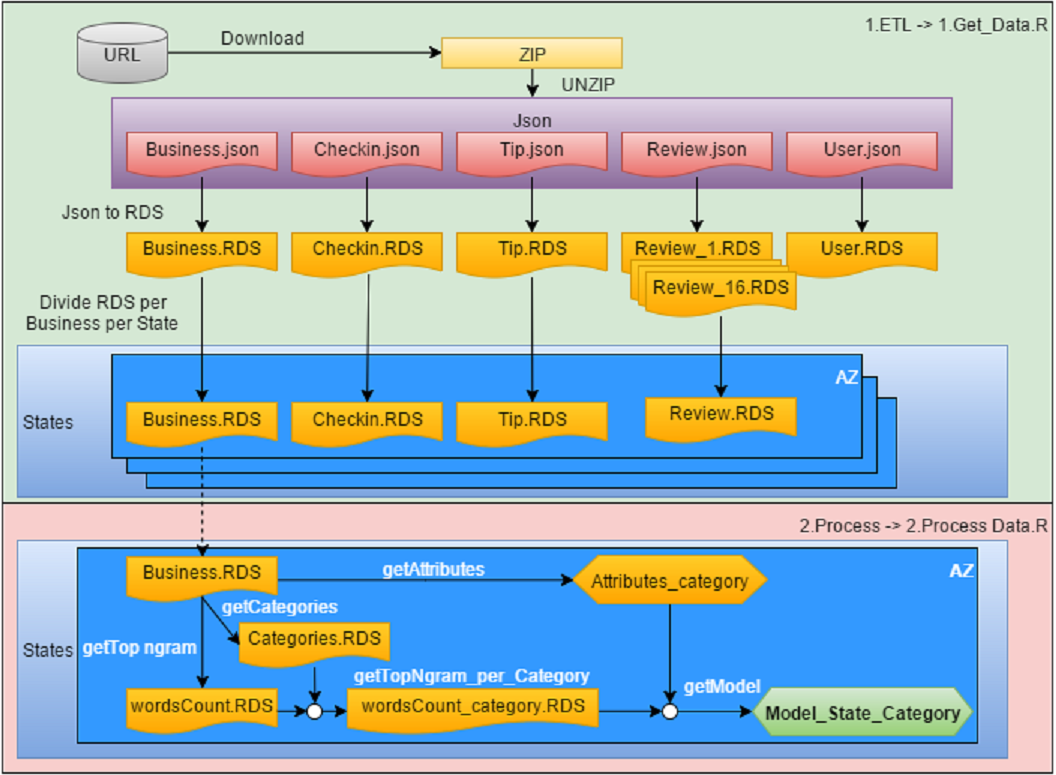 1.ETL -> 1.Get_Data.R
URL
Download
ZIP
UNZIP
Json
Business.json
Checkin.json
Tip.json
Review.json
User.json
Json to RDS
Business.RDS
Checkin.RDS
Tip.RDS
Review_1.RDS
User.RDS
Review_16.RDS
Divide RDS per
Business per State
AZ
States
Business.RDS
Checkin.RDS
Tip.RDS
Review.RDS
2.Process -> 2.Process Data.R
AZ
Business.RDS
getAttributes
Attributes_category
getCategories
States
getTop ngram
Categories.RDS
getTopNgram_per_Category
getModel
wordsCount.RDS
wordsCount_category.RDS
Model_State_Category